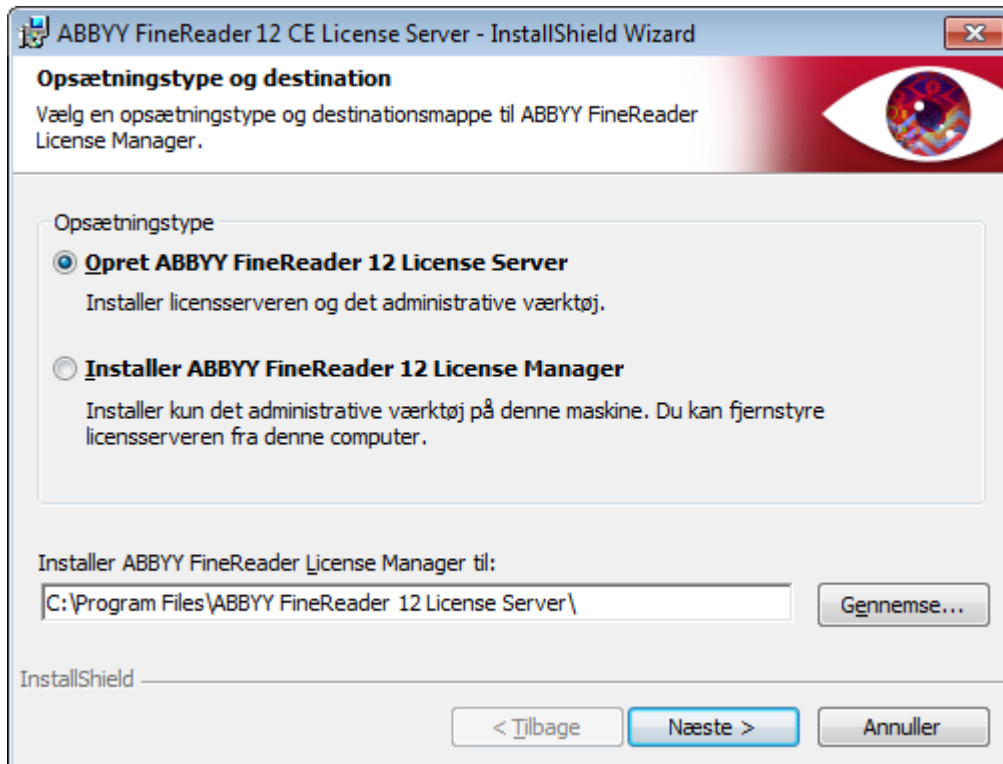 ABBYY FineReader 12 CE License Server - InstallShield Wizard
Opsætningstype og destination
Vælg en opsætningstype og destinationsmappe til ABBYY FineReader
License Manager.
Opsætningstype
Opret ABBYY FineReader 12 License Server
Installer licensserveren og det administrative værktøj.
Installer ABBYY FineReader 12 License Manager
Installer kun det administrative værktøj på denne maskine. Du kan fjernstyre
licensserveren fra denne computer.
Installer ABBYY FineReader License Manager til:
C:\Program Files\ABBYY FineReader 12 License Server\
Gennemse...
InstallShield
< Tilbage
Næste >
Annuller